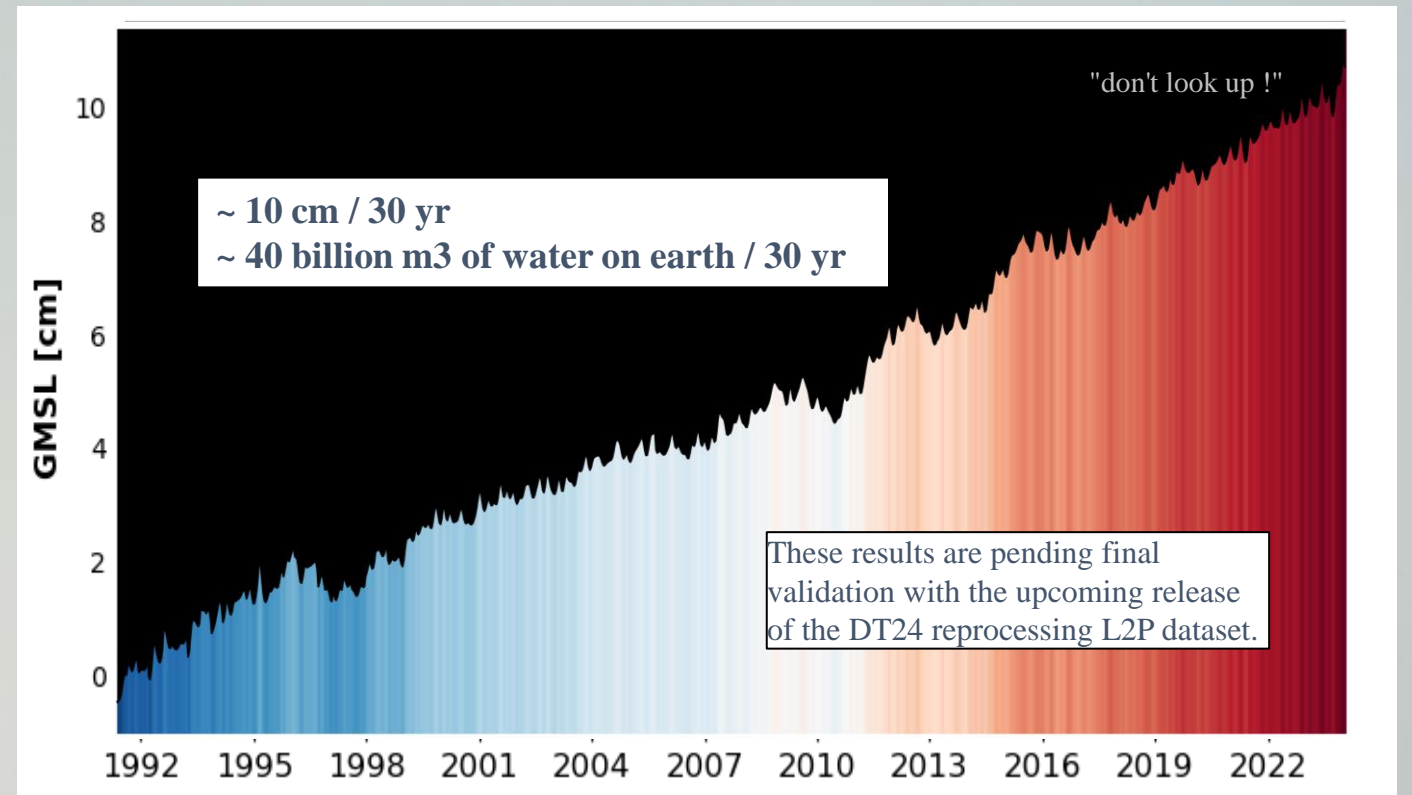 "don't look up !"
10
~ 10 cm / 30 yr
~ 40 billion m3 of water on earth / 30 yr
8
6
GMSL [cm]
4
2
These results are pending final
validation with the upcoming release
of the DT24 reprocessing L2P dataset.
0
1992 1995 1998 2001 2004 2007 2010 2013 2016 2019 2022